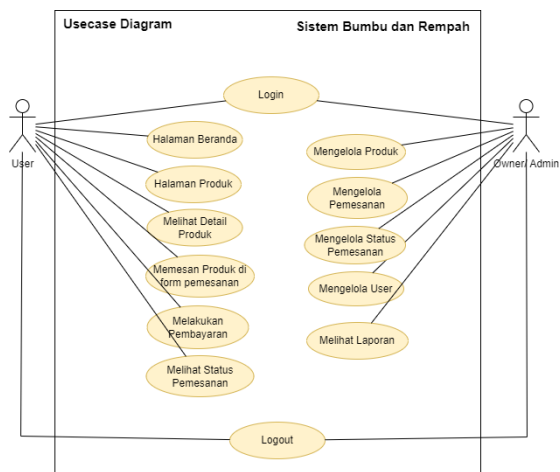 Usecase Diagram
Sistem Bumbu dan Rempah
Login
Halaman Beranda
Mengelola Produk
User
Owner/ Admin
Halaman Produk
Mengelola
Pemesanan
Melihat Detail
Produk
Mengelola Status
Pemesanan
Memesan Produk di
form pemesanan
Mengelola User
Melakukan
Pembayaran
Melihat Laporan
Melihat Status
Pemesanan
Logout